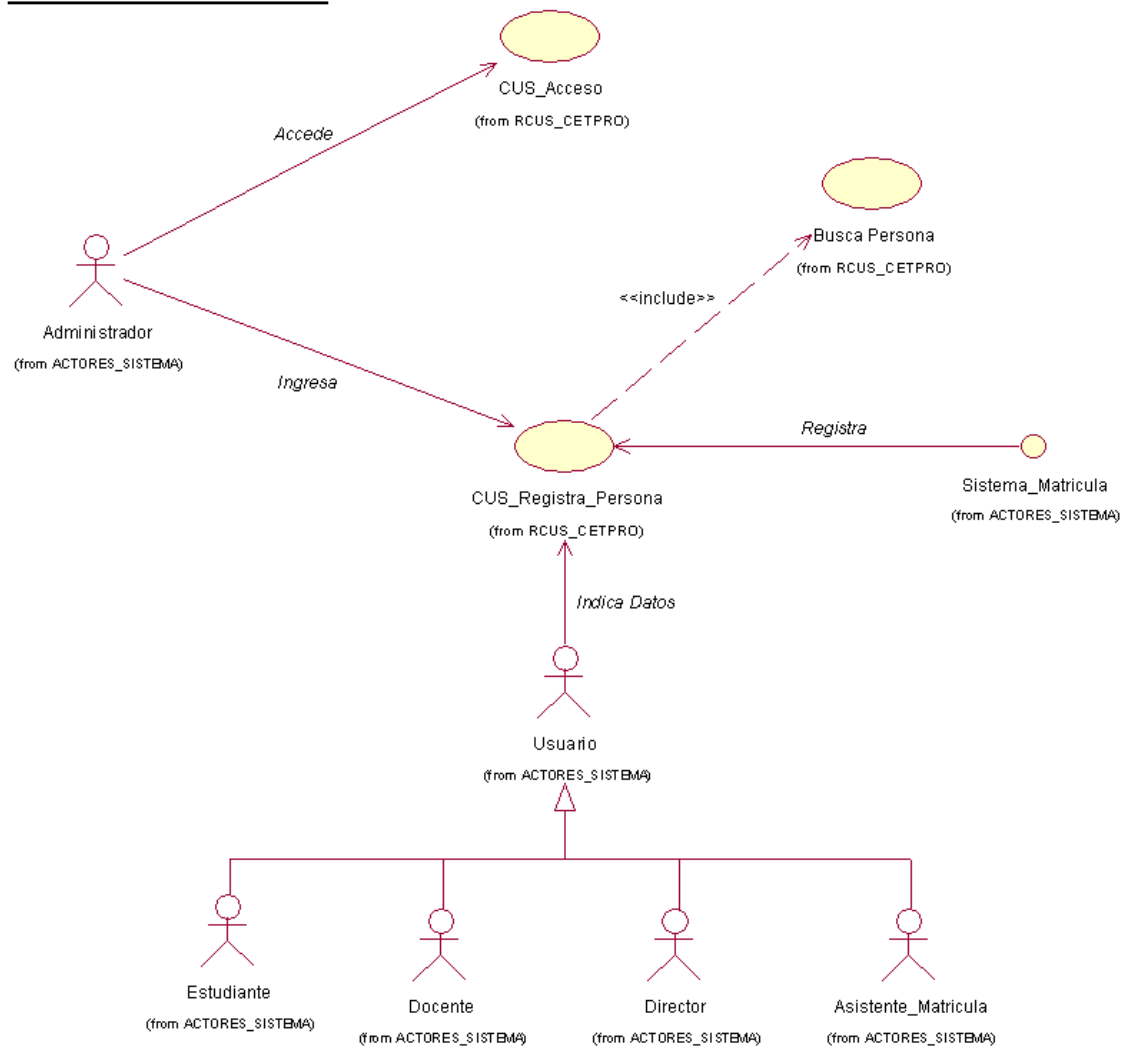 CUS_Acceso
(from RCUS_CETPRO)
Accede
Busca Persona
(from RCUS_CETPRO)
<<include>>
Administrador
(from ACTORES_SISTEMA)
Ingresa
Registra
CUS_Registra_Persona
(from RCUS_CETPRO)
Sistema_Matricula
(from ACTORES_SISTEMA)
Indica Datos
Usuario
(from ACTORES_SISTEMA)
Estudiante
(from ACTORES_SISTEMA)
Docente
(from ACTORES_SISTEMA)
Director
(from ACTORES_SISTEMA)
Asistente_Matricula
(from ACTORES_SISTEMA)